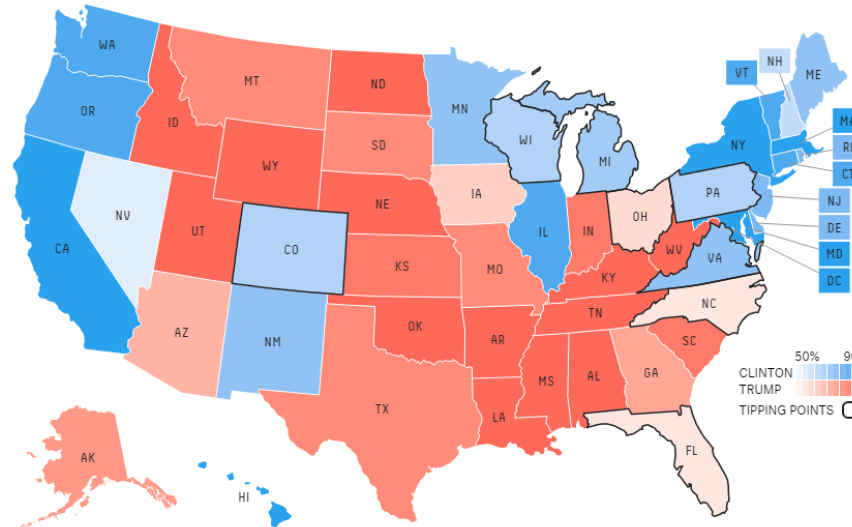 WA
MT
ND
MN
VT
NH
ME
OR
ID
SD
WI
MI
NY
MA
RI
CT
WY
IA
PA
NJ
NV
NE
OH
DE
UT
CO
IL
IN
WV
VA
MD
CA
KS
MO
KY
DC
AZ
NM
OK
AR
TN
NC
SC
MS
AL
GA
TX
LA
FL
AK
HI
50%
CLINTON
TRUMP
TIPPING POINTS